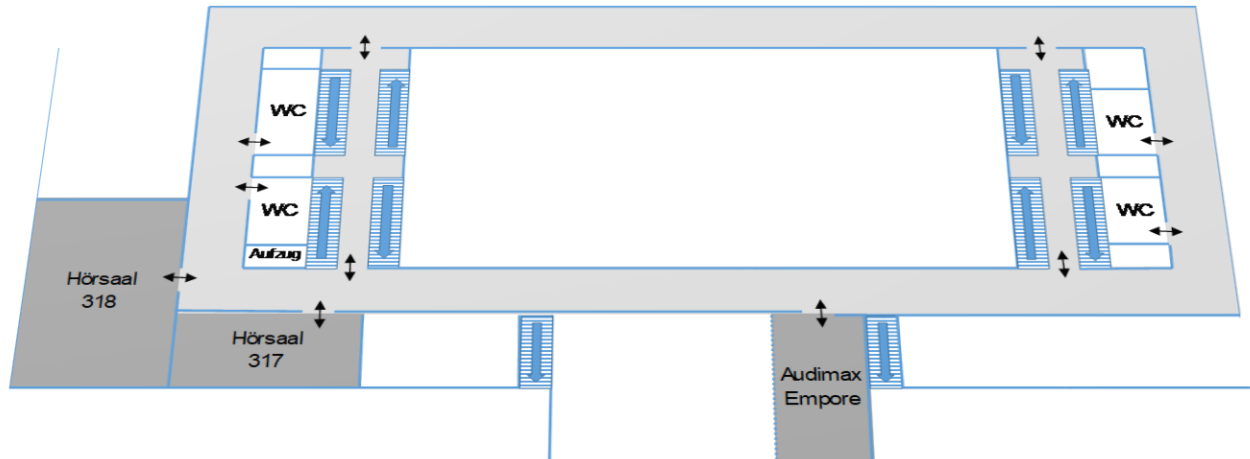 WC
WC
WC
WC
Aufzug
Hörsaal
318
Hörsaal
317
Audimax
Empore